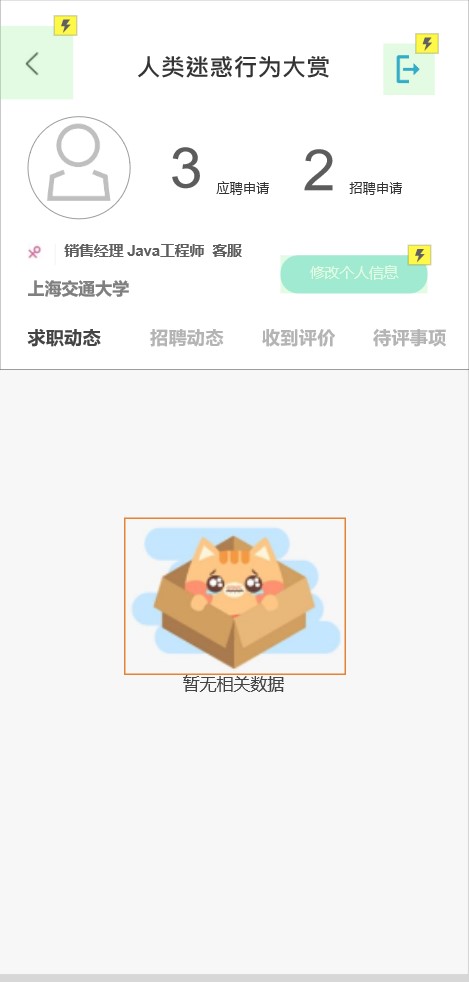 人类迷惑行为大赏
3 应聘申请 2 招聘申请
销售经理 Java工程师 客服
上海交通大学
修改个人信息
求职动态 招聘动态 收到评价 待评事项
暂无相关数据